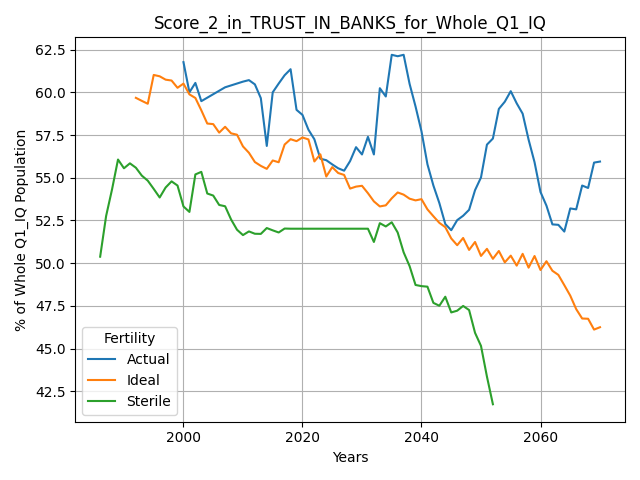 Score_2_in_TRUST_IN_BANKS_for_Whole_Q1_IQ
% of Whole Q1_IQ Population
62.5
60.0
57.5
55.0
52.5
50.0
47.5
45.0
42.5
Fertility
Actual
Ideal
Sterile
2000
2020
2040
2060
Years